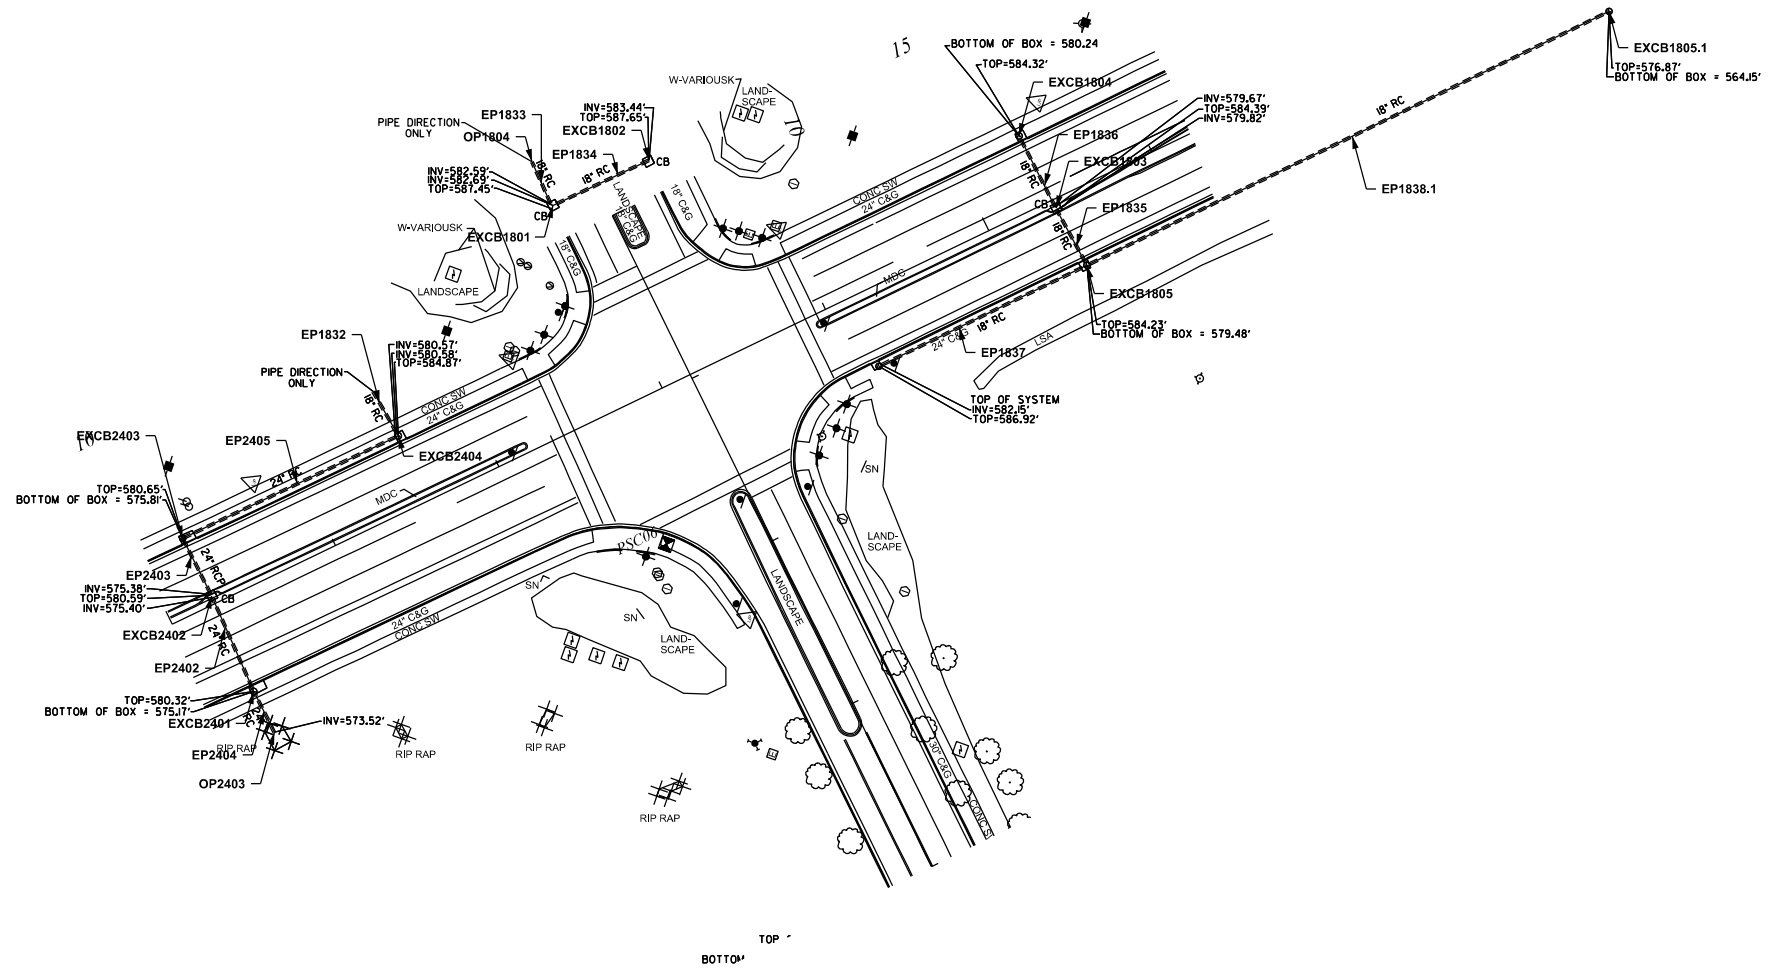 15
BOTTOM OF BOX = 580.24
TOP=584.32'
EXCB1804
EXCB1805.1
TOP=576.87'
BOTTOM OF BOX = 564.15'
W-VARIOUSK
LAND-
SCAPE
10
INV=583.44'
TOP=587.65'
EXCB1802
CB
EP1833
PIPE DIRECTION
ONLY
OP1804
EP1834
18" RC
18" RC
INV=582.59'
INV=582.69'
TOP=587.45'
CB
EXCB1801
LANDSCAPE
18" C&G
18" C&G
18" C&G
INV=579.67'
TOP=584.39'
INV=579.82'
EP1836
EXCB1803
18" RC
CB
EP1835
18" RC
18" RC
EP1838.1
CONC SW
24" C&G
MDC
EXCB1805
TOP=584.23'
BOTTOM OF BOX = 579.48'
LSA
18" RC
24" C&G
EP1837
TOP OF SYSTEM
INV=582.15'
TOP=586.92'
W-VARIOUSK
LANDSCAPE
EP1832
INV=580.57'
INV=580.58'
TOP=584.87'
PIPE DIRECTION
ONLY
18" RC
CONC SW
24" C&G
EXCB2403
EP2405
EXCB2404
24" RC
TOP=580.65'
BOTTOM OF BOX = 575.81'
MDC
24" RCP
EP2403
INV=575.38'
TOP=580.59'
INV=575.40'
CB
EXCB2402
24" RC
EP2402
24" C&G
CONC SW
TOP=580.32'
BOTTOM OF BOX = 575.17'
EXCB2401
24"
RC
INV=573.52'
RIP RAP
EP2404
OP2403
RIP RAP
RIP RAP
RIP RAP
SN
SN
LAND-
SCAPE
LANDSCAPE
SN
LAND-
SCAPE
30" C&G
CONC S
TOP